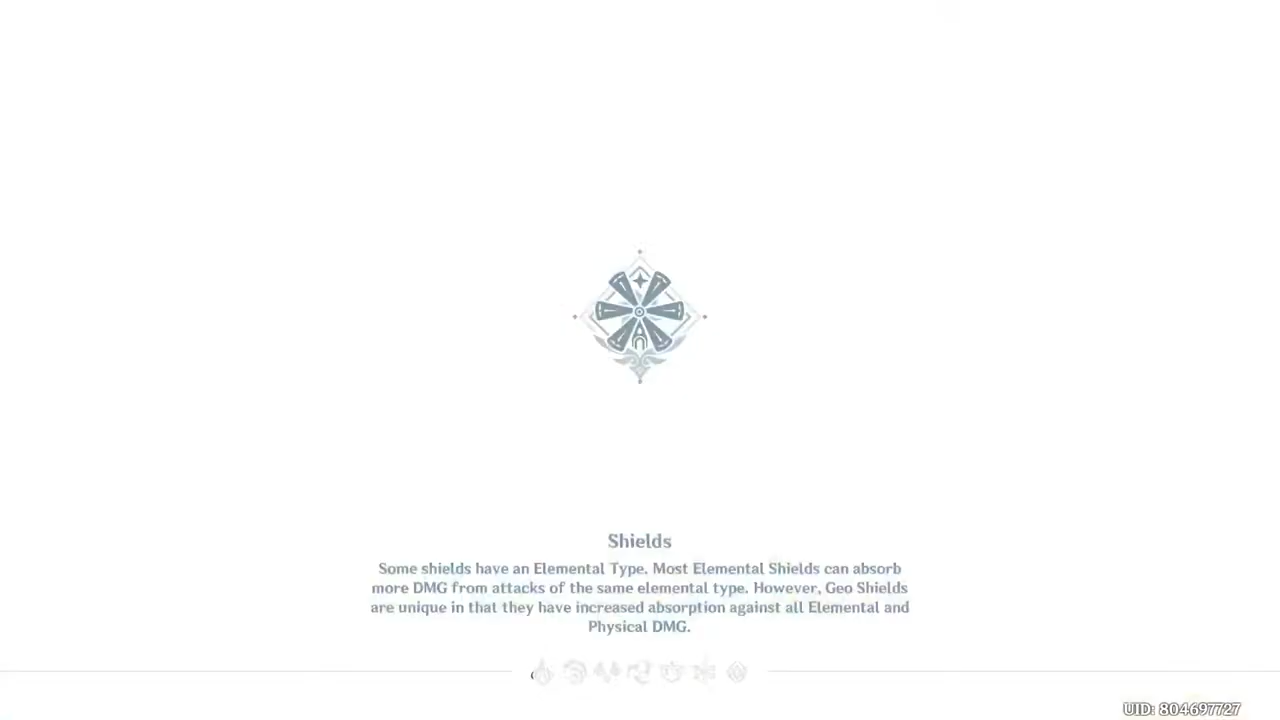 Shields
Some shields have an Elemental Type. Most Elemental Shields can absorb
more DMG from attacks of the same elemental type. However, Geo Shields
are unique in that they have increased absorption against all Elemental and
Physical DMG.
UID: 804697727